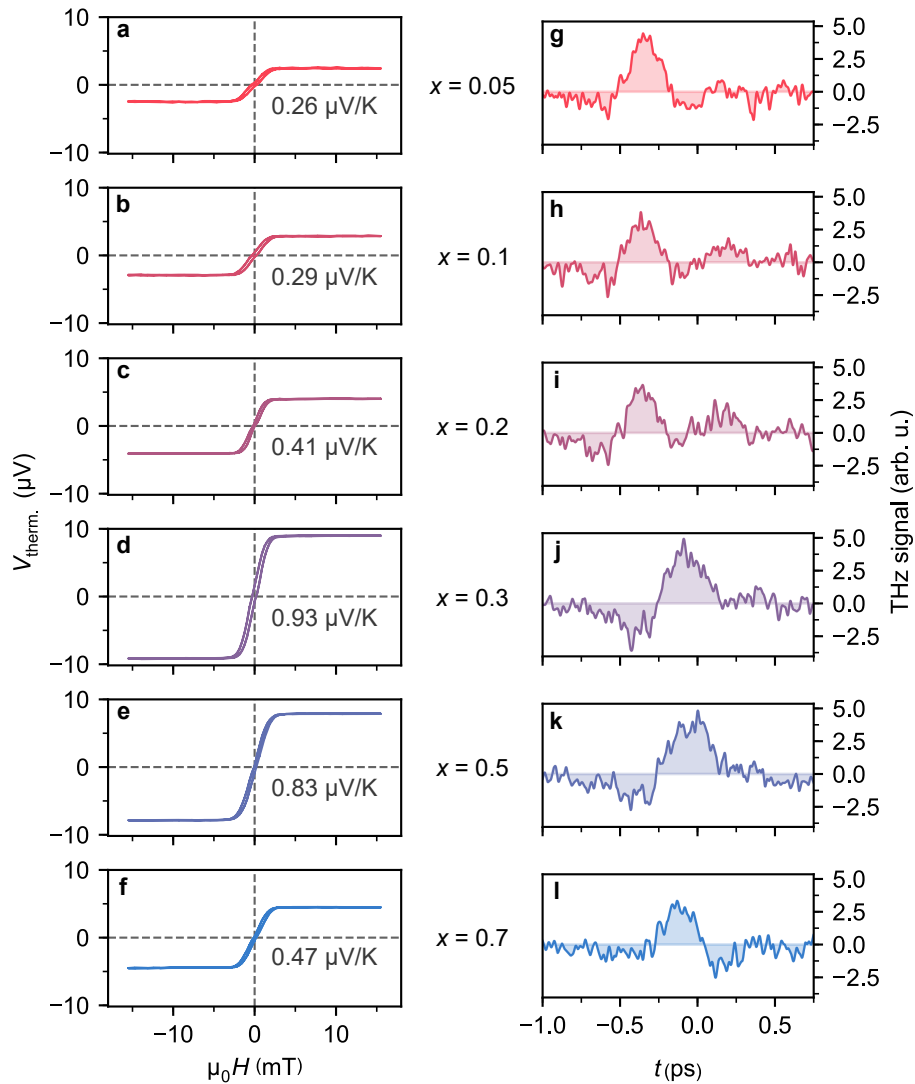 a
10
0
−10
0.26 µV/K
x = 0.05
g
5.0
2.5
0.0
−2.5
b
10
0
−10
0.29 µV/K
x = 0.1
h
5.0
2.5
0.0
−2.5
c
10
0
−10
0.41 µV/K
x = 0.2
i
5.0
2.5
0.0
−2.5
Vtherm. (µV)
THz signal (arb. u.)
d
10
0
−10
0.93 µV/K
x = 0.3
j
5.0
2.5
0.0
−2.5
e
10
0
−10
0.83 µV/K
x = 0.5
k
5.0
2.5
0.0
−2.5
f
10
0
−10
0.47 µV/K
x = 0.7
l
5.0
2.5
0.0
−2.5
−10 0 10
µ0H (mT)
−1.0 −0.5 0.0 0.5
t (ps)